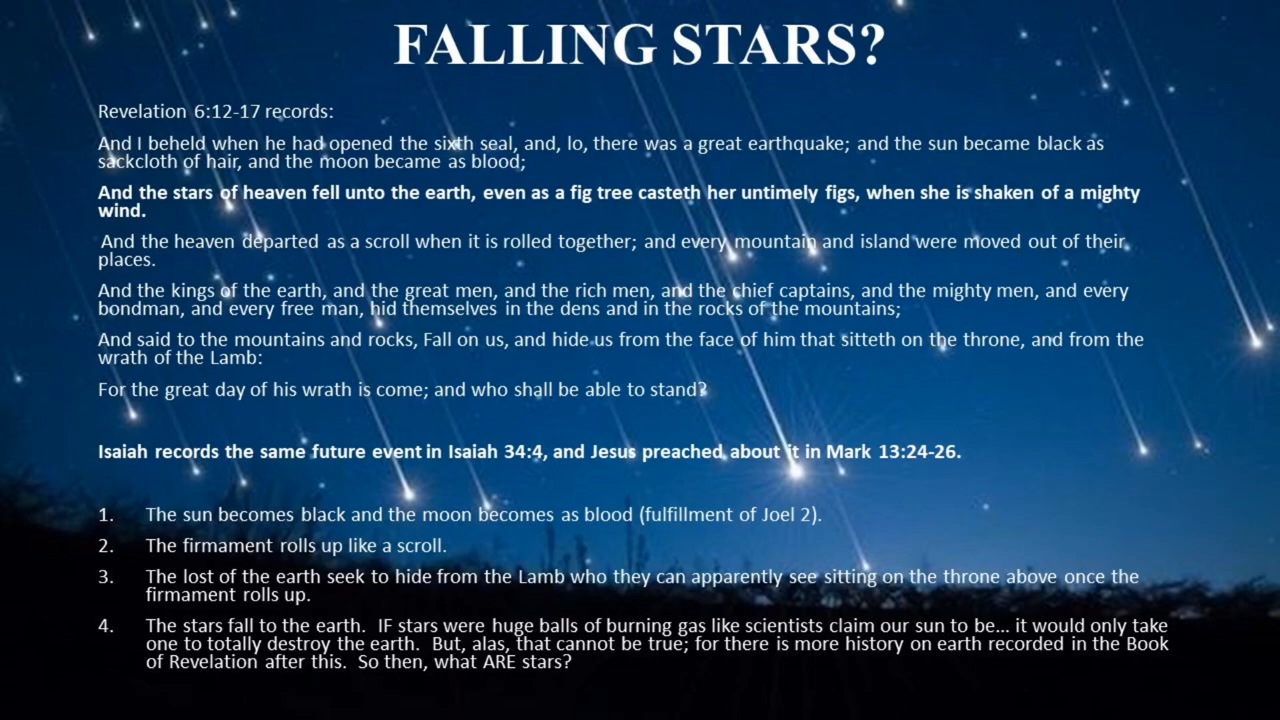 FALLING STARS?
Revelation 6:12-17 records:
And I beheld when he had opened the sixth seal, and, lo, there was a great earthquake; and the sun became black as
sackcloth of hair, and the moon became as blood;
And the stars of heaven fell unto the earth, even as a fig tree casteth her untimely figs, when she is shaken of a mighty
wind.
And the heaven departed as a scroll when it is rolled together; and every mountain and island were moved out of their
places.
And the kings of the earth, and the great men, and the rich men, and the chief captains, and the mighty men, and every
bondman, and every free man, hid themselves in the dens and in the rocks of the mountains;
And said to the mountains and rocks, Fall on us, and hide us from the face of him that sitteth on the throne, and from the
wrath of the Lamb:
For the great day of his wrath is come; and who shall be able to stand?
Isaiah records the same future event in Isaiah 34:4, and Jesus preached about it in Mark 13:24-26.
1. The sun becomes black and the moon becomes as blood (fulfillment of Joel 2).
2. The firmament rolls up like a scroll.
3. The lost of the earth seek to hide from the Lamb who they can apparently see sitting on the throne above once the
firmament rolls up.
4. The stars fall to the earth. IF stars were huge balls of burning gas like scientists claim our sun to be... it would only take
one to totally destroy the earth. But, alas, that cannot be true; for there is more history on earth recorded in the Book
of Revelation after this. So then, what ARE stars?